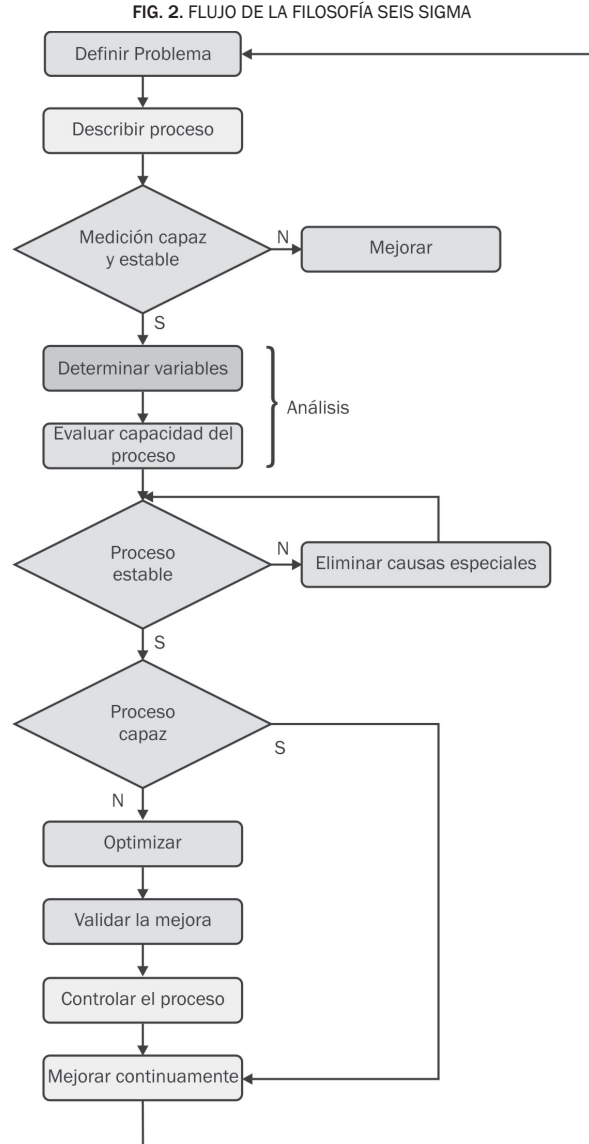 FIG. 2. FLUJO DE LA FILOSOFÍA SEIS SIGMA
Definir Problema
Describir proceso
Medición capaz
y estable
N
Mejorar
S
Determinar variables
Análisis
Evaluar capacidad del
proceso
Proceso
estable
N
Eliminar causas especiales
S
Proceso
capaz
S
N
Optimizar
Validar la mejora
Controlar el proceso
Mejorar continuamente